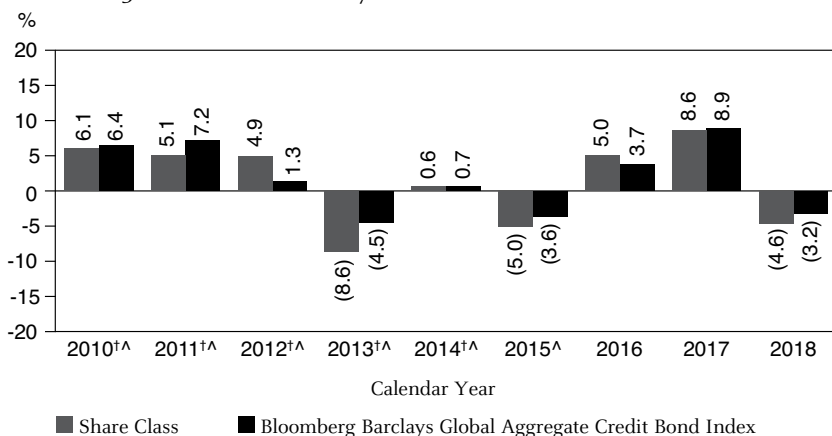 %
20
15
10
5
0
-5
-10
-15
-20
6.1 6.4 5.1 7.2 4.9 1.3 (8.6) (4.5) 0.6 0.7 (5.0) (3.6) 5.0 3.7 8.6 8.9 (4.6) (3.2)
2010†^ 2011†^ 2012†^ 2013†^ 2014†^ 2015^ 2016 2017 2018
Calendar Year
Share Class Bloomberg Barclays Global Aggregate Credit Bond Index